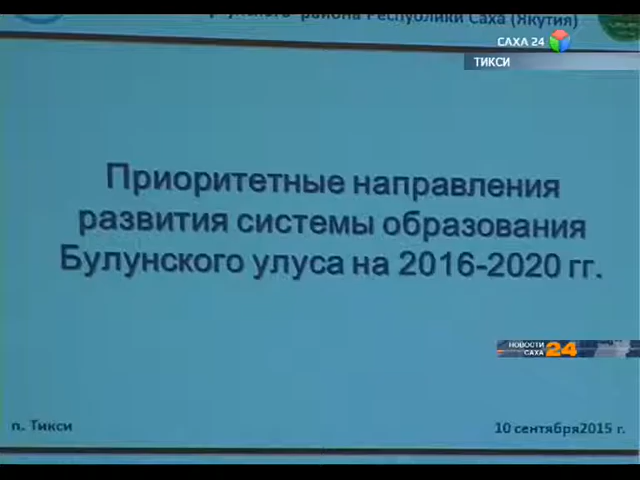 района Республики Саха (Якутия)
САХА 24
ТИКСИ
Приоритетные направления
развития системы образования
Булунского улуса на 2016-2020 гг.
НОВОСТИ
САХА 24
п. Тикси
10 сентября2015 г.